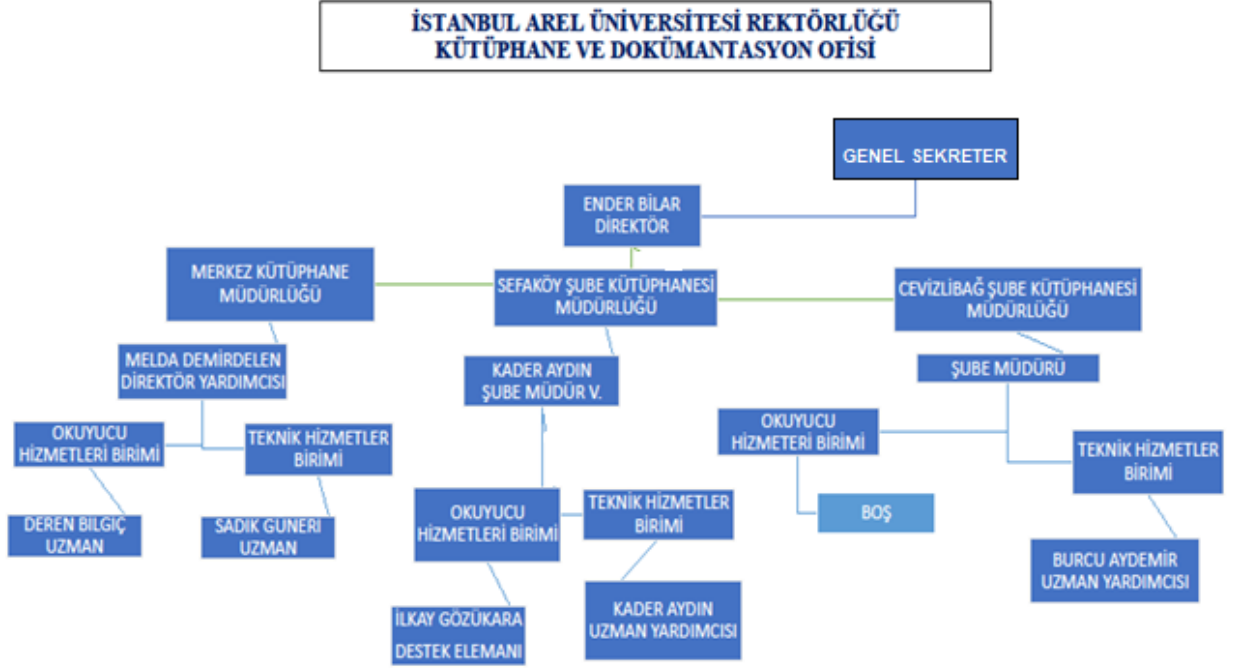 İSTANBUL AREL ÜNİVERSİTESİ REKTÖRLÜĞÜ
KÜTÜPHANE VE DOKÜMANTASYON OFİSİ
GENEL SEKRETER
ENDER BİLAR
DİREKTÖR
MERKEZ KÜTÜPHANE
MÜDÜRLÜĞÜ
SEFAKÖY ŞUBE KÜTÜPHANESİ
MÜDÜRLÜĞÜ
CEVİZLİBAĞ ŞUBE KÜTÜPHANESİ
MÜDÜRLÜĞÜ
MELDA DEMİRDELEN
DİREKTÖR YARDIMCISI
KADER AYDIN
ŞUBE MÜDÜR V.
ŞUBE MÜDÜRÜ
OKUYUCU
HİZMETLERİ BİRİMİ
TEKNİK HİZMETLER
BİRİMİ
OKUYUCU
HİZMETERİ BİRİMİ
TEKNİK HİZMETLER
BİRİMİ
OKUYUCU
HİZMETLERİ BİRİMİ
TEKNİK HİZMETLER
BİRİMİ
BOŞ
DEREN BİLGİÇ
UZMAN
SADIK GÜNERİ
UZMAN
BURCU AYDEMİR
UZMAN YARDIMCISI
İLKAY GÖZÜKARA
DESTEK ELEMANI
KADER AYDIN
UZMAN YARDIMCISI